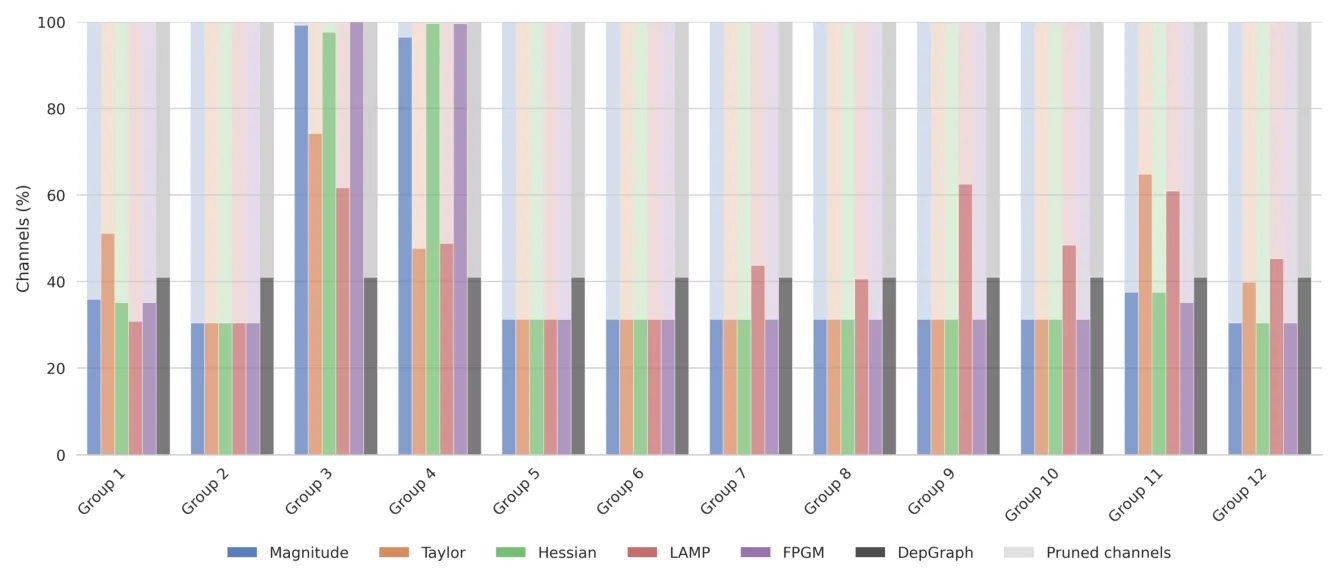 100
80
60
40
20
0
Channels (%)
Group 1 Group 2 Group 3 Group 4 Group 5 Group 6 Group 7 Group 8 Group 9 Group 10 Group 11 Group 12
Magnitude Taylor Hessian LAMP FPGM DepGraph Pruned channels